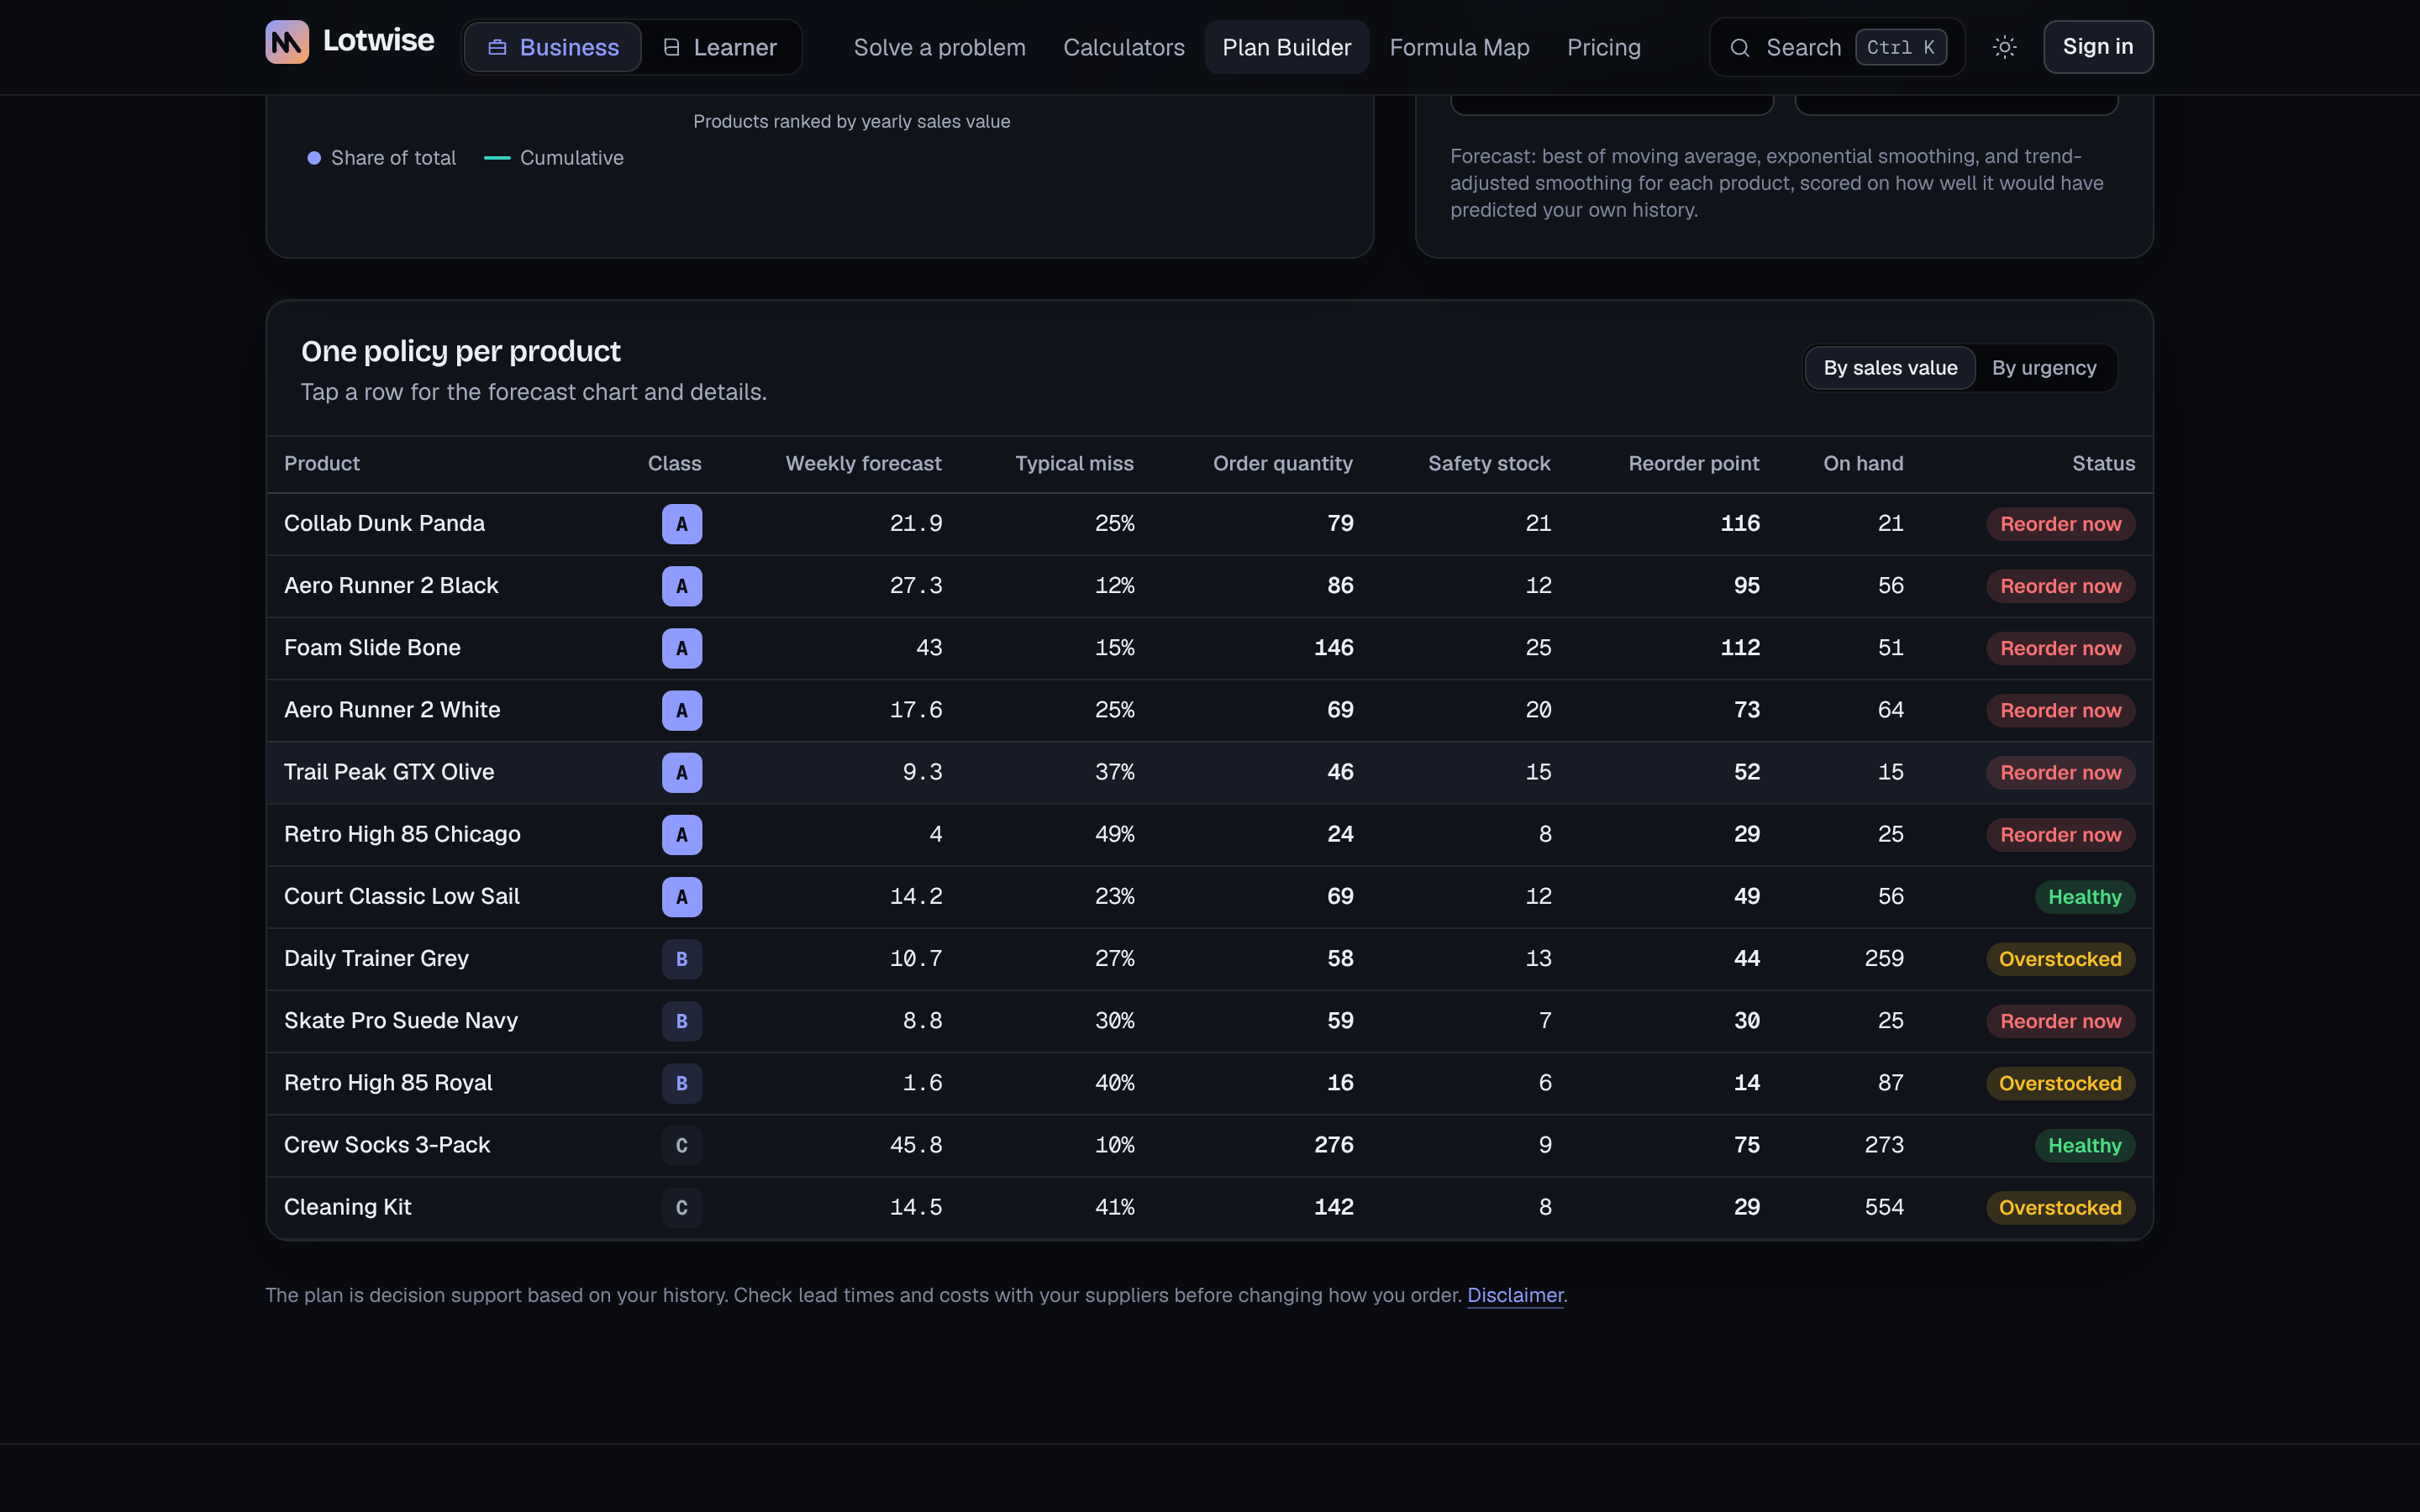 Lotwise Business Learner Solve a problem Calculators Plan Builder Formula Map Pricing Search Ctrl K Sign in
Products ranked by yearly sales value
Share of total Cumulative
Forecast: best of moving average, exponential smoothing, and trend-
adjusted smoothing for each product, scored on how well it would have
predicted your own history.
One policy per product
Tap a row for the forecast chart and details.
By sales value By urgency
Product Class Weekly forecast Typical miss Order quantity Safety stock Reorder point On hand Status
Collab Dunk Panda A 21.9 25% 79 21 116 21 Reorder now
Aero Runner 2 Black A 27.3 12% 86 12 95 56 Reorder now
Foam Slide Bone A 43 15% 146 25 112 51 Reorder now
Aero Runner 2 White A 17.6 25% 69 20 73 64 Reorder now
Trail Peak GTX Olive A 9.3 37% 46 15 52 15 Reorder now
Retro High 85 Chicago A 4 49% 24 8 29 25 Reorder now
Court Classic Low Sail A 14.2 23% 69 12 49 56 Healthy
Daily Trainer Grey B 10.7 27% 58 13 44 259 Overstocked
Skate Pro Suede Navy B 8.8 30% 59 7 30 25 Reorder now
Retro High 85 Royal B 1.6 40% 16 6 14 87 Overstocked
Crew Socks 3-Pack C 45.8 10% 276 9 75 273 Healthy
Cleaning Kit C 14.5 41% 142 8 29 554 Overstocked
The plan is decision support based on your history. Check lead times and costs with your suppliers before changing how you order. Disclaimer.